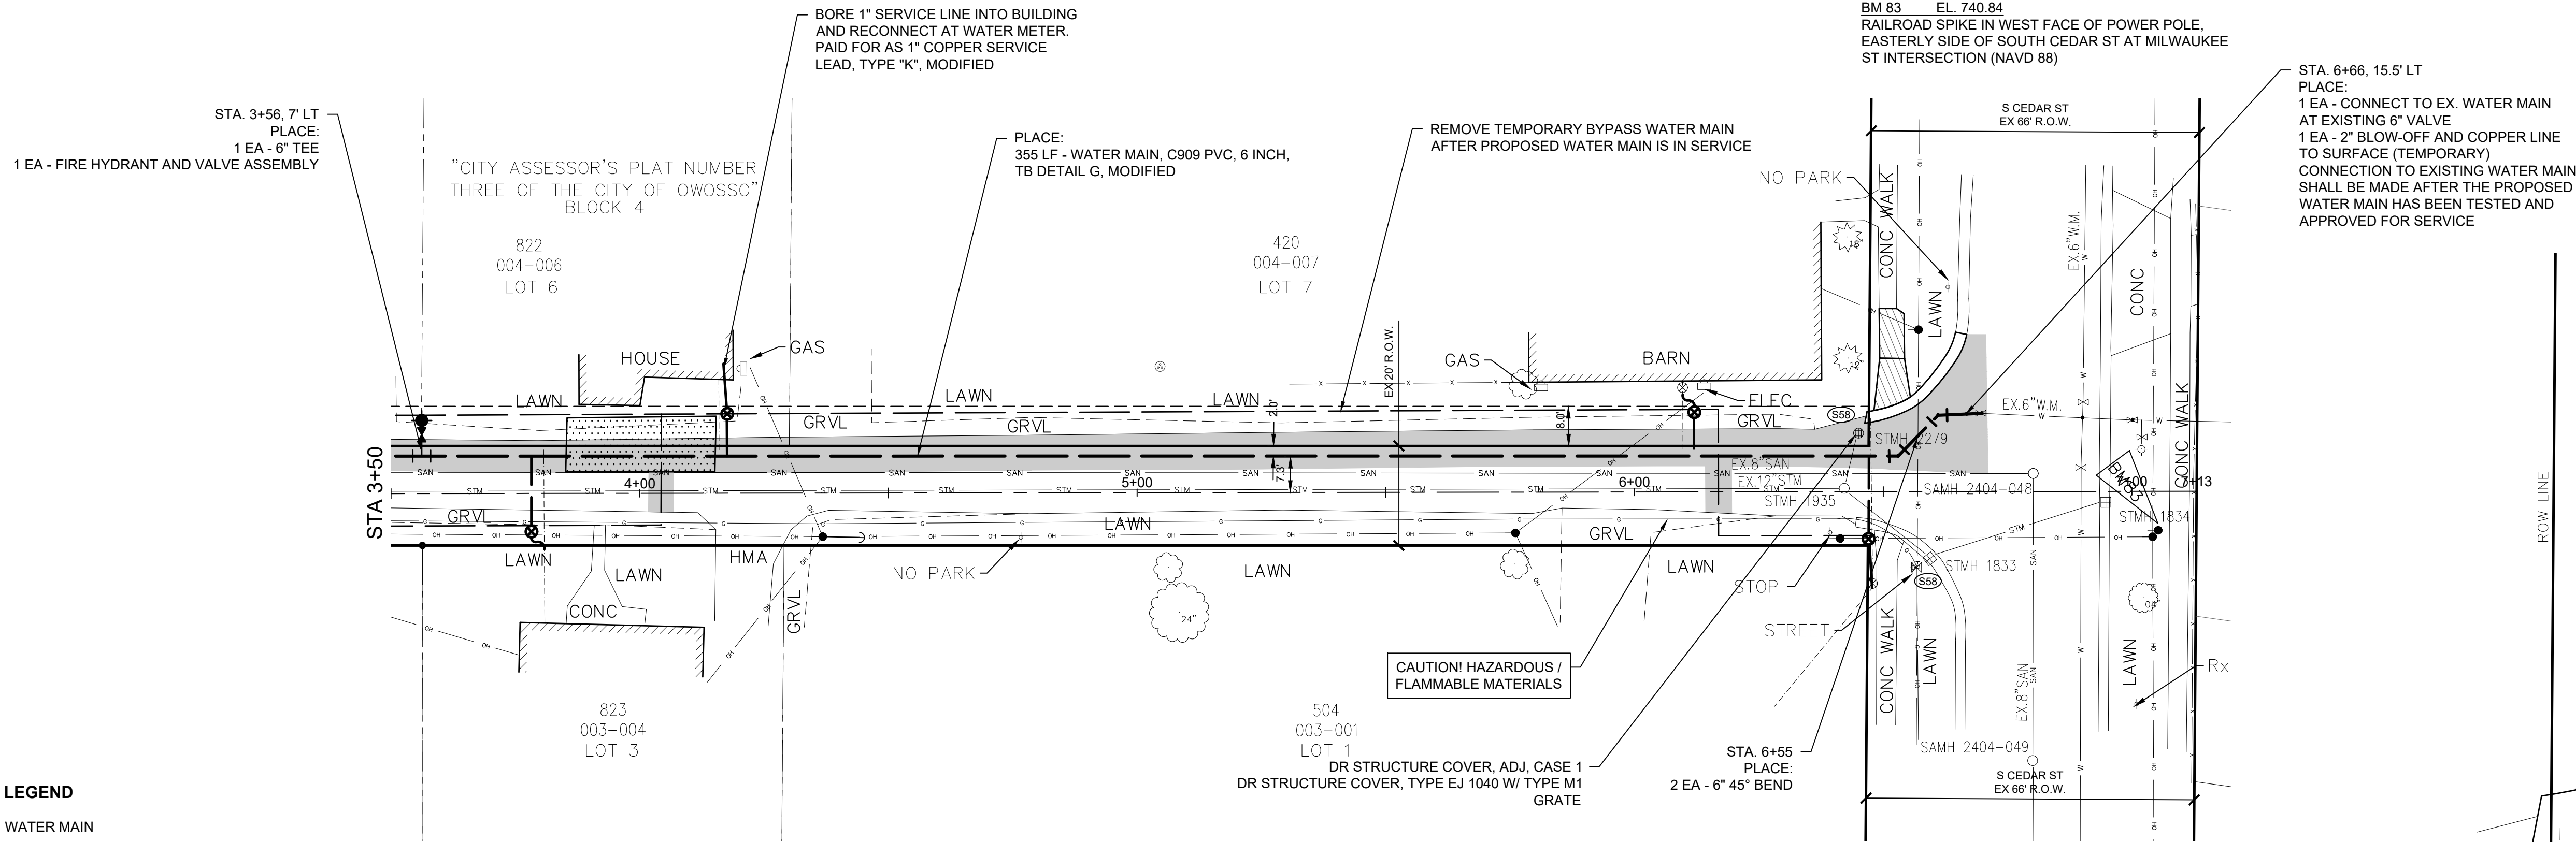 BORE 1" SERVICE LINE INTO BUILDING
AND RECONNECT AT WATER METER.
PAID FOR AS 1" COPPER SERVICE
LEAD, TYPE "K", MODIFIED
BM 83 EL. 740.84
RAILROAD SPIKE IN WEST FACE OF POWER POLE,
EASTERLY SIDE OF SOUTH CEDAR ST AT MILWAUKEE
ST INTERSECTION (NAVD 88)
STA. 6+66, 15.5' LT
PLACE:
1 EA - CONNECT TO EX. WATER MAIN
AT EXISTING 6" VALVE
1 EA - 2" BLOW-OFF AND COPPER LINE
TO SURFACE (TEMPORARY)
CONNECTION TO EXISTING WATER MAIN
SHALL BE MADE AFTER THE PROPOSED
WATER MAIN HAS BEEN TESTED AND
APPROVED FOR SERVICE
STA. 3+56, 7' LT
PLACE:
1 EA - 6" TEE
1 EA - FIRE HYDRANT AND VALVE ASSEMBLY
PLACE:
355 LF - WATER MAIN, C909 PVC, 6 INCH,
TB DETAIL G, MODIFIED
REMOVE TEMPORARY BYPASS WATER MAIN
AFTER PROPOSED WATER MAIN IS IN SERVICE
S CEDAR ST
EX 66' R.O.W.
"CITY ASSESSOR'S PLAT NUMBER
THREE OF THE CITY OF OWOSSO"
BLOCK 4
822
004-006
LOT 6
420
004-007
LOT 7
NO PARK
CONC WALK
LAWN
EX.6"W.M.
CONC
CONC WALK
18"
12"
HOUSE
GAS
GAS
BARN
ELEC
EX 20' R.O.W.
LAWN
LAWN
LAWN
GRVL
GRVL
GRVL
2.0'
8.0'
7.3'
S58
STMH 2279
EX.6"W.M.
STA 3+50
4+00
5+00
6+00
7+00
7+13
EX.8"SAN
EX.12"STM
STMH 1935
SAMH 2404-048
BM83
STMH 1834
GRVL
LAWN
LAWN
HMA
GRVL
CONC
NO PARK
LAWN
LAWN
GRVL
LAWN
24"
STOP
STREET
STMH 1833
S58
04"
CONC WALK
LAWN
EX.8"SAN
LAWN
Rx
ROW LINE
CAUTION! HAZARDOUS /
FLAMMABLE MATERIALS
823
003-004
LOT 3
504
003-001
LOT 1
DR STRUCTURE COVER, ADJ, CASE 1
DR STRUCTURE COVER, TYPE EJ 1040 W/ TYPE M1
GRATE
STA. 6+55
PLACE:
2 EA - 6" 45° BEND
SAMH 2404-049
S CEDAR ST
EX 66' R.O.W.
LEGEND
WATER MAIN